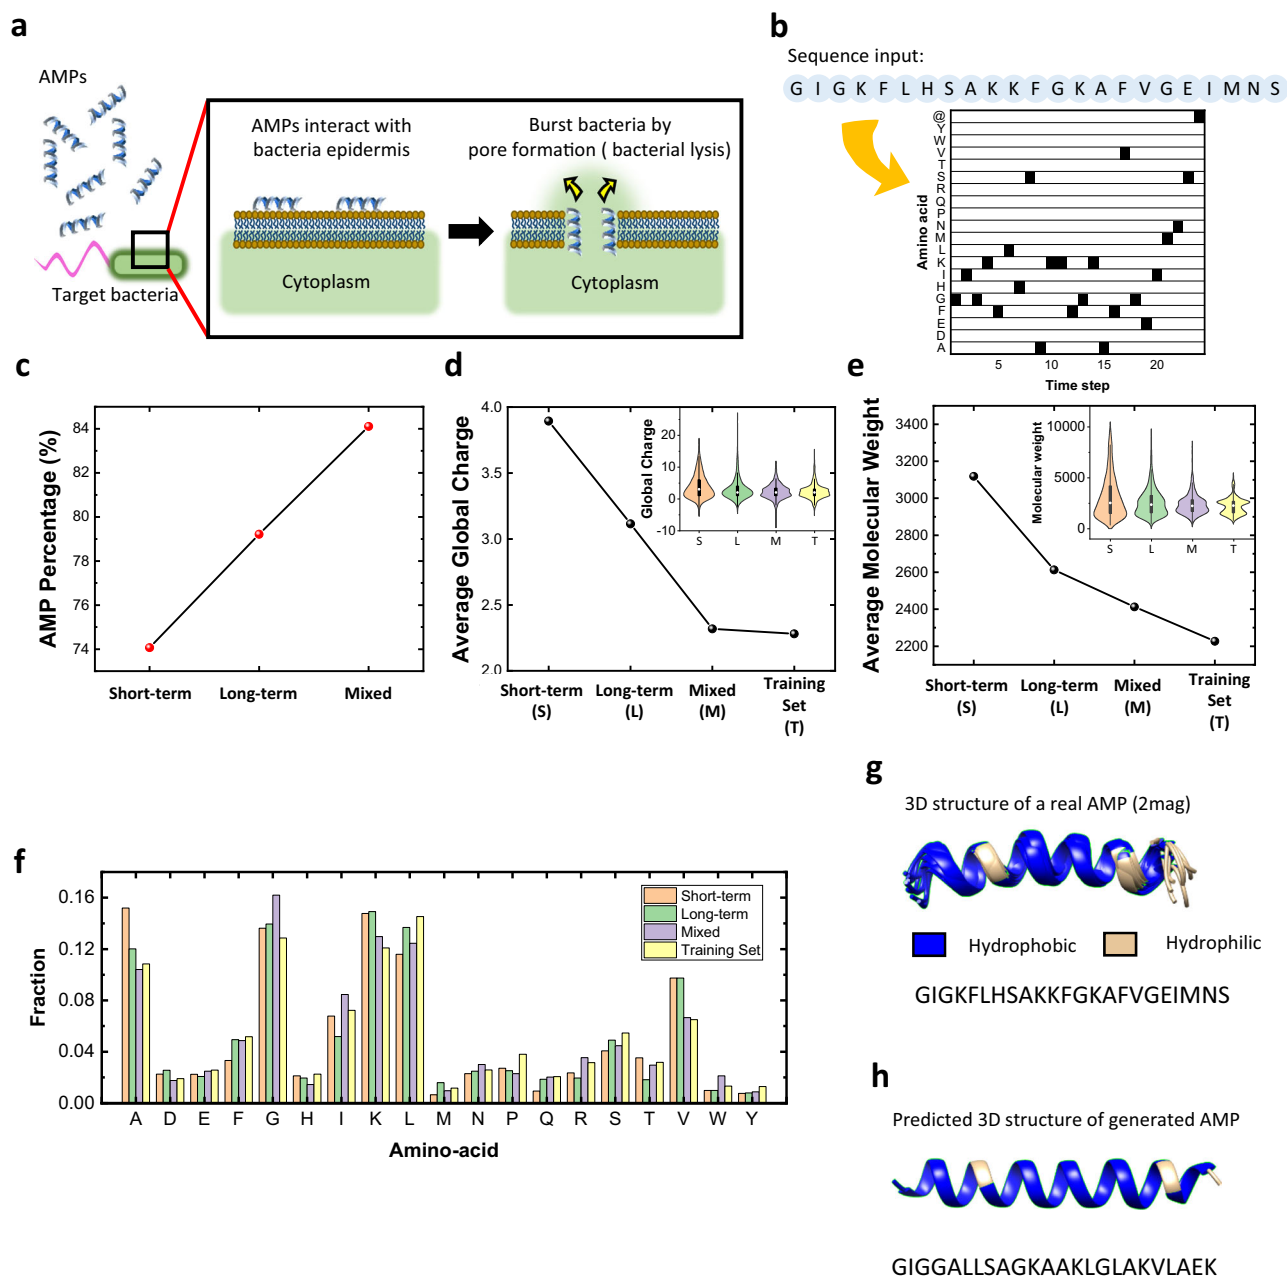 a
AMPs
AMPs interact with
bacteria epidermis
Burst bacteria by
pore formation ( bacterial lysis)
Cytoplasm
Cytoplasm
Target bacteria
b
Sequence input:
G I G K F L H S A K K F G K A F V G E I M N S
@
Y
W
V
T
S
R
Q
P
N
M
L
K
I
H
G
F
E
D
A
Amino acid
5 10 15 20
Time step
c
84
82
80
78
76
74
AMP Percentage (%)
Short-term Long-term Mixed
d
4.0
3.5
3.0
2.5
2.0
Average Global Charge
20
10
0
-10
Global Charge
S L M T
Short-term
(S)
Long-term
(L)
Mixed
(M)
Training
Set
(T)
e
3400
3200
3000
2800
2600
2400
2200
Average Molecular Weight
10000
5000
0
Molecular weight
S L M T
Short-term
(S)
Long-term
(L)
Mixed
(M)
Training
Set
(T)
f
0.16
0.12
0.08
0.04
0.00
Fraction
Short-term
Long-term
Mixed
Training Set
A D E F G H I K L M N P Q R S T V W Y
Amino-acid
g
3D structure of a real AMP (2mag)
Hydrophobic Hydrophilic
GIGKFLHSAKKFGKAFVGEIMNS
h
Predicted 3D structure of generated AMP
GIGGALLSAGKAAKLGLAKVLAEK